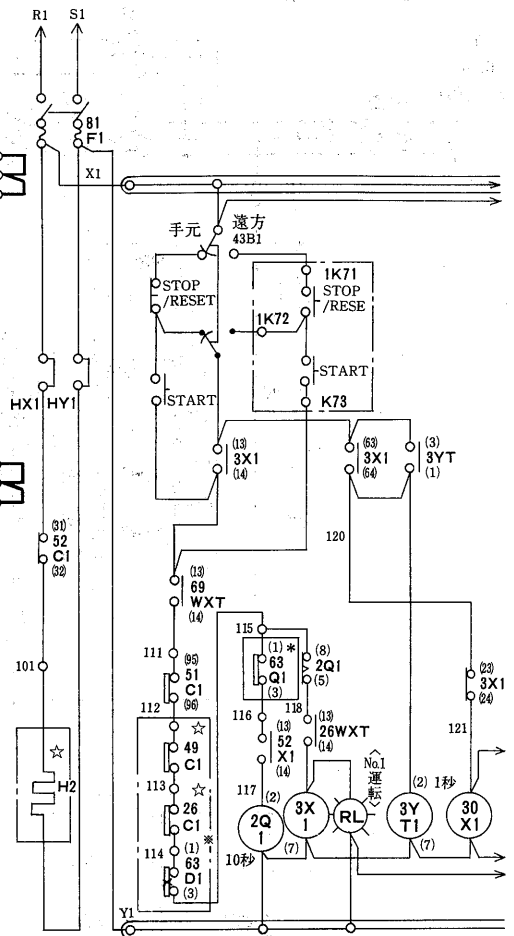 R1 S1
81
F1
X1
手元 遠方
43B1
STOP
/RESET
1K71
STOP
/RESE
1K72
START
START
K73
HX1 HY1
(13)
3X1
(14)
(63)
3X1
(64)
(3)
3YT
(1)
120
(31)
52
C1
(32)
(13)
69
WXT
(14)
101
111
(95)
51
C1
(96)
112
☆
49
C1
113
☆
26
C1
※
114
(1)
63
D1
(3)
☆
H2
115
(1)*
63
Q1
(3)
(8)
2Q1
(5)
116
118
(13)
52
X1
(14)
(13)
26WXT
(14)
117
(23)
3X1
(24)
121
〈No.1運転〉
(2)
2Q
1
10秒
3X
1
(7)
RL
(2) 1秒
3Y
T1
(7)
30
X1
Y1